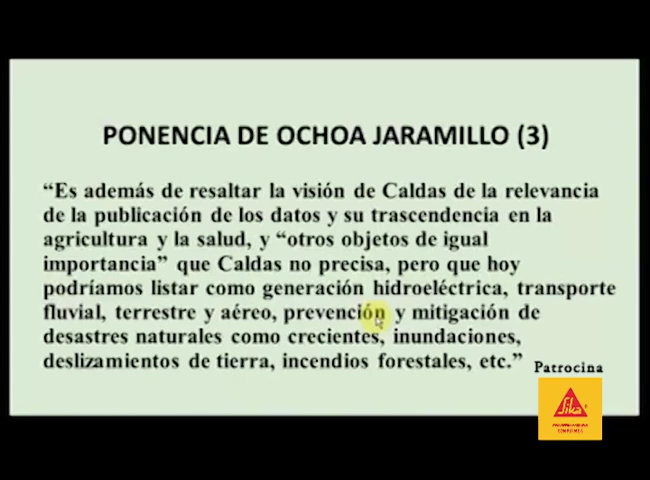 PONENCIA DE OCHOA JARAMILLO (3)
“Es además de resaltar la visión de Caldas de la relevancia
de la publicación de los datos y su trascendencia en la
agricultura y la salud, y “otros objetos de igual
importancia” que Caldas no precisa, pero que hoy
podríamos listar como generación hidroeléctrica, transporte
fluvial, terrestre y aéreo, prevención y mitigación de
desastres naturales como crecientes, inundaciones,
deslizamientos de tierra, incendios forestales, etc.”
Patrocina
Sika